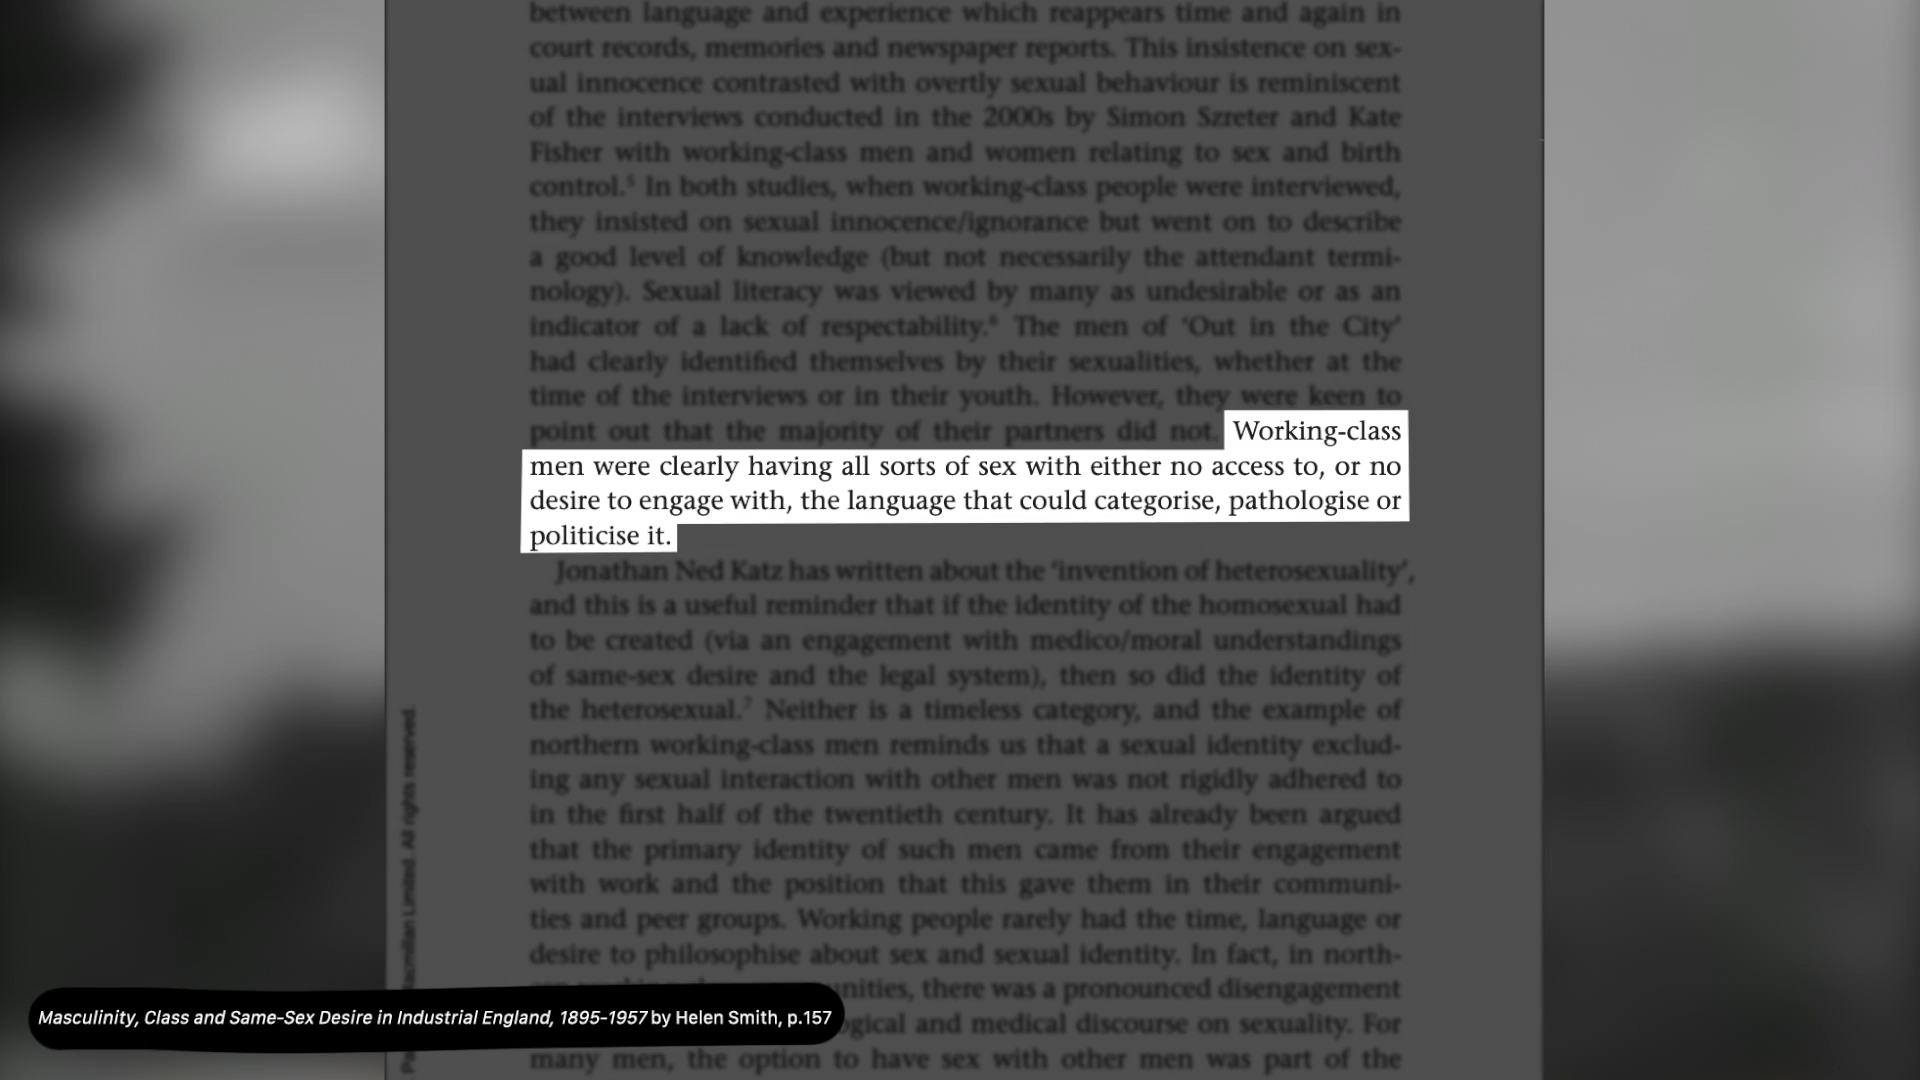 between language and experience which reappears time and again in
court records, memories and newspaper reports. This insistence on sex-
ual innocence contrasted with overtly sexual behaviour is reminiscent
of the interviews conducted in the 2000s by Simon Szreter and Kate
Fisher with working-class men and women relating to sex and birth
control.⁵ In both studies, when working-class people were interviewed,
they insisted on sexual innocence/ignorance but went on to describe
a good level of knowledge (but not necessarily the attendant termi-
nology). Sexual literacy was viewed by many as undesirable or as an
indicator of a lack of respectability.⁶ The men of ‘Out in the City’
had clearly identified themselves by their sexualities, whether at the
time of the interviews or in their youth. However, they were keen to
point out that the majority of their partners did not. Working-class
men were clearly having all sorts of sex with either no access to, or no
desire to engage with, the language that could categorise, pathologise or
politicise it.
Jonathan Ned Katz has written about the ‘invention of heterosexuality’,
and this is a useful reminder that if the identity of the homosexual had
to be created (via an engagement with medico/moral understandings
of same-sex desire and the legal system), then so did the identity of
the heterosexual.⁷ Neither is a timeless category, and the example of
northern working-class men reminds us that a sexual identity exclud-
ing any sexual interaction with other men was not rigidly adhered to
in the first half of the twentieth century. It has already been argued
that the primary identity of such men came from their engagement
with work and the position that this gave them in their communi-
ties and peer groups. Working people rarely had the time, language or
desire to philosophise about sex and sexual identity. In fact, in north-
there was a pronounced disengagement
and medical discourse on sexuality. For
many men, the option to have sex with other men was part of the
Limited. All rights reserved.
Masculinity, Class and Same-Sex Desire in Industrial England, 1895-1957 by Helen Smith, p.157